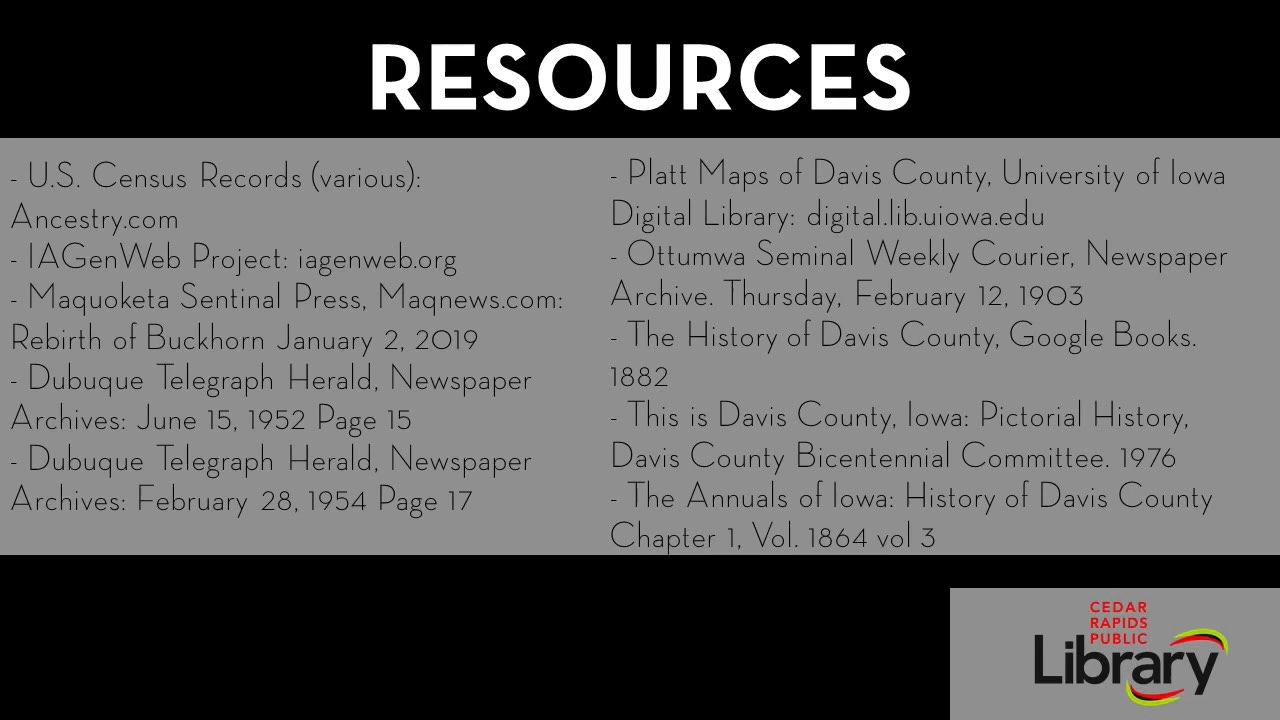 RESOURCES
- U.S. Census Records (various):
Ancestry.com
- IAGenWeb Project: iagenweb.org
- Maquoketa Sentinal Press, Maqnews.com:
Rebirth of Buckhorn January 2, 2019
- Dubuque Telegraph Herald, Newspaper
Archives: June 15, 1952 Page 15
- Dubuque Telegraph Herald, Newspaper
Archives: February 28, 1954 Page 17
- Platt Maps of Davis County, University of Iowa
Digital Library: digital.lib.uiowa.edu
- Ottumwa Seminal Weekly Courier, Newspaper
Archive. Thursday, February 12, 1903
- The History of Davis County, Google Books.
1882
- This is Davis County, Iowa: Pictorial History,
Davis County Bicentennial Committee. 1976
- The Annuals of Iowa: History of Davis County
Chapter 1, Vol. 1864 vol 3
CEDAR
RAPIDS
PUBLIC
Library